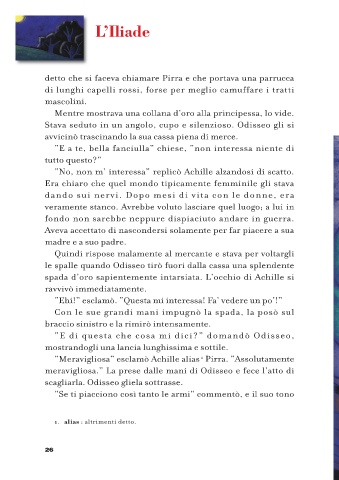 L'Iliade
detto che si faceva chiamare Pirra e che portava una parrucca
di lunghi capelli rossi, forse per meglio camuffare i tratti
mascolini.
Mentre mostrava una collana d'oro alla principessa, lo vide.
Stava seduto in un angolo, cupo e silenzioso. Odisseo gli si
avvicinò trascinando la sua cassa piena di merce.
"E a te, bella fanciulla" chiese, "non interessa niente di
tutto questo?"
"No, non m' interessa" replicò Achille alzandosi di scatto.
Era chiaro che quel mondo tipicamente femminile gli stava
dando sui nervi. Dopo mesi di vita con le donne, era
veramente stanco. Avrebbe voluto lasciare quel luogo; a lui in
fondo non sarebbe neppure dispiaciuto andare in guerra.
Aveva accettato di nascondersi solamente per far piacere a sua
madre e a suo padre.
Quindi rispose malamente al mercante e stava per voltargli
le spalle quando Odisseo tirò fuori dalla cassa una splendente
spada d'oro sapientemente intarsiata. L'occhio di Achille si
ravvivò immediatamente.
"Ehi!" esclamò. "Questa mi interessa! Fa' vedere un po'!"
Con le sue grandi mani impugnò la spada, la posò sul
braccio sinistro e la rimirò intensamente.
"E di questa che cosa mi dici?" domandò Odisseo,
mostrandogli una lancia lunghissima e sottile.
"Meravigliosa" esclamò Achille alias¹ Pirra. "Assolutamente
meravigliosa." La prese dalle mani di Odisseo e fece l'atto di
scagliarla. Odisseo gliela sottrasse.
"Se ti piacciono così tanto le armi" commentò, e il suo tono
1. alias : altrimenti detto.
26